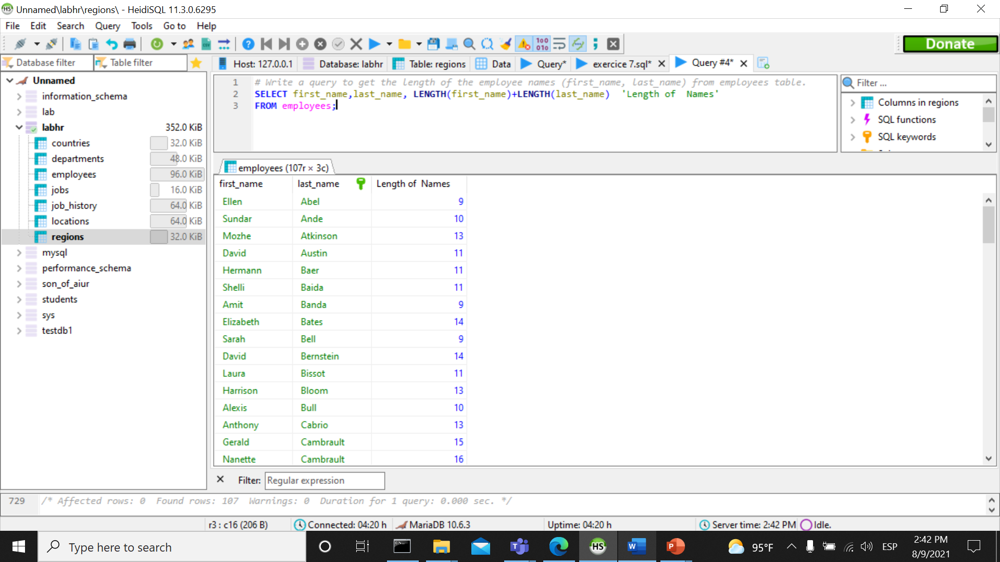 Unnamed\labhr\regions\ - HeidiSQL 11.3.0.6295
File Edit Search Query Tools Go to Help
Donate
Database filter Table filter
Host: 127.0.0.1 Database: labhr Table: regions Data Query* exercice 7.sql* Query #4*
1 # Write a query to get the length of the employee names (first_name, last_name) from employees table.
2 SELECT first_name,last_name, LENGTH(first_name)+LENGTH(last_name)  'Length of  Names'
3 FROM employees;
Filter ...
Columns in regions
SQL functions
SQL keywords
Unnamed
information_schema
lab
labhr 352.0 KiB
countries 32.0 KiB
departments 48.0 KiB
employees 96.0 KiB
jobs 16.0 KiB
job_history 64.0 KiB
locations 64.0 KiB
regions 32.0 KiB
mysql
performance_schema
son_of_aiur
students
sys
testdb1
employees (107r × 3c)
first_name last_name Length of  Names
Ellen Abel 9
Sundar Ande 10
Mozhe Atkinson 13
David Austin 11
Hermann Baer 11
Shelli Baida 11
Amit Banda 9
Elizabeth Bates 14
Sarah Bell 9
David Bernstein 14
Laura Bissot 11
Harrison Bloom 13
Alexis Bull 10
Anthony Cabrio 13
Gerald Cambrault 15
Nanette Cambrault 16
Filter: Regular expression
729 /* Affected rows: 0  Found rows: 107  Warnings: 0  Duration for 1 query: 0.000 sec. */
r3 : c16 (206 B) Connected: 04:20 h MariaDB 10.6.3 Uptime: 04:20 h Server time: 2:42 PM Idle.
Type here to search
95°F ESP 2:42 PM
8/9/2021